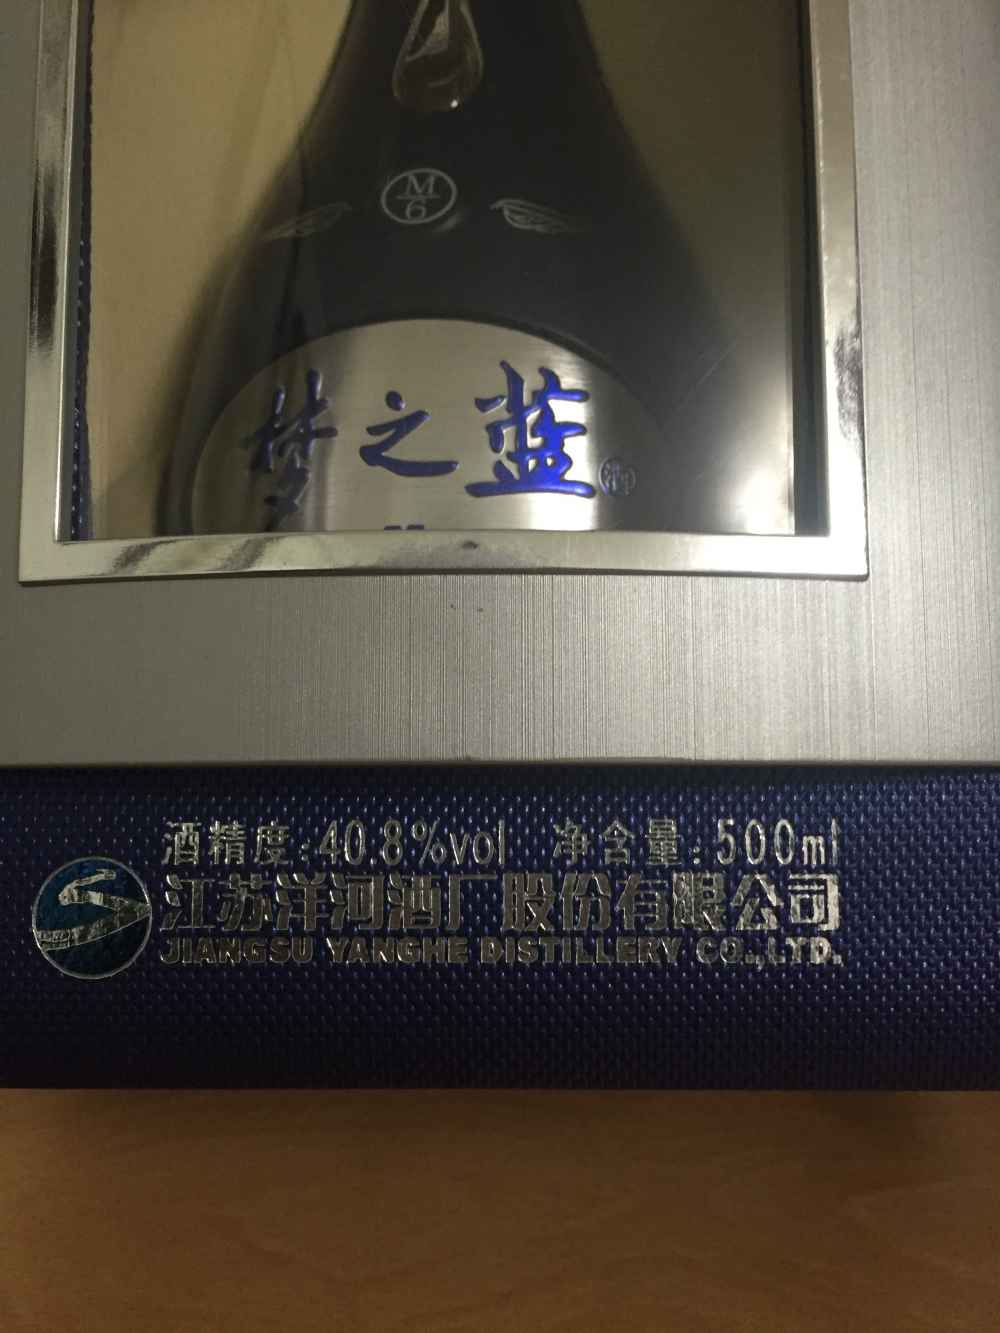 M
6
梦之蓝
酒精度:40.8%vol 净含量:500ml
江苏洋河酒厂股份有限公司
JIANGSU YANGHE DISTILLERY CO.,LTD.